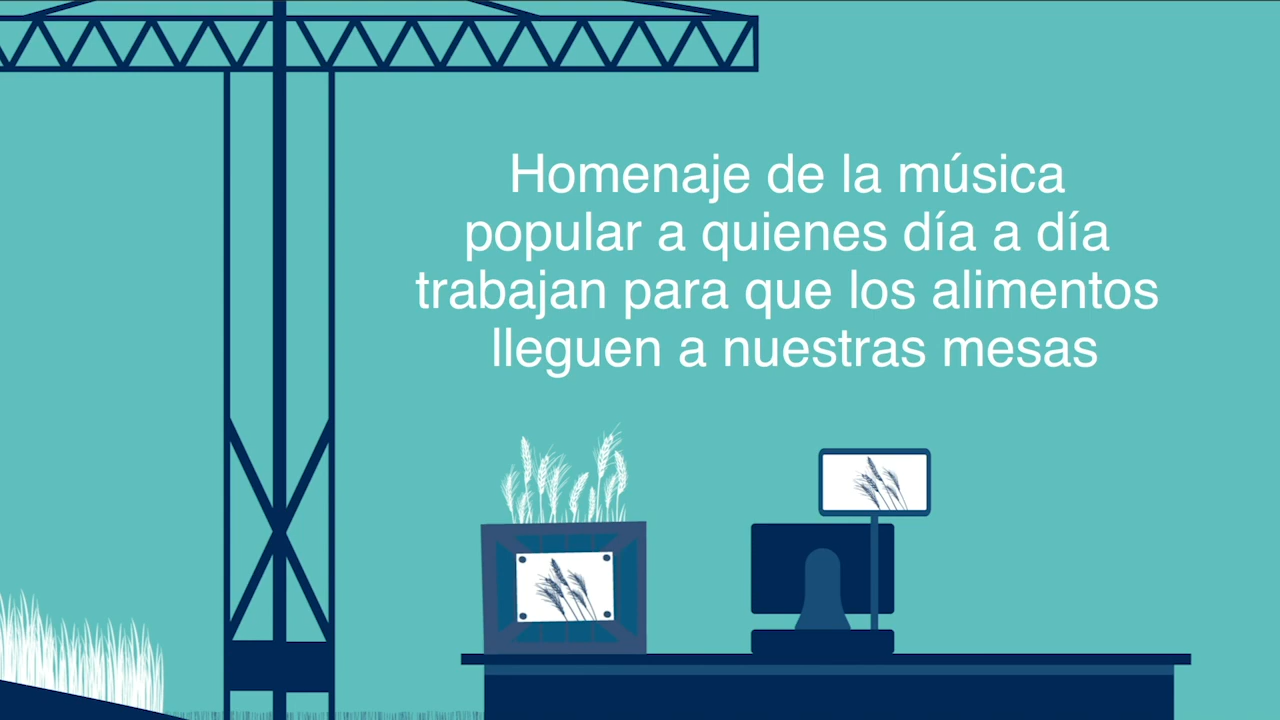 Homenaje de la música
popular a quienes día a día
trabajan para que los alimentos
lleguen a nuestras mesas